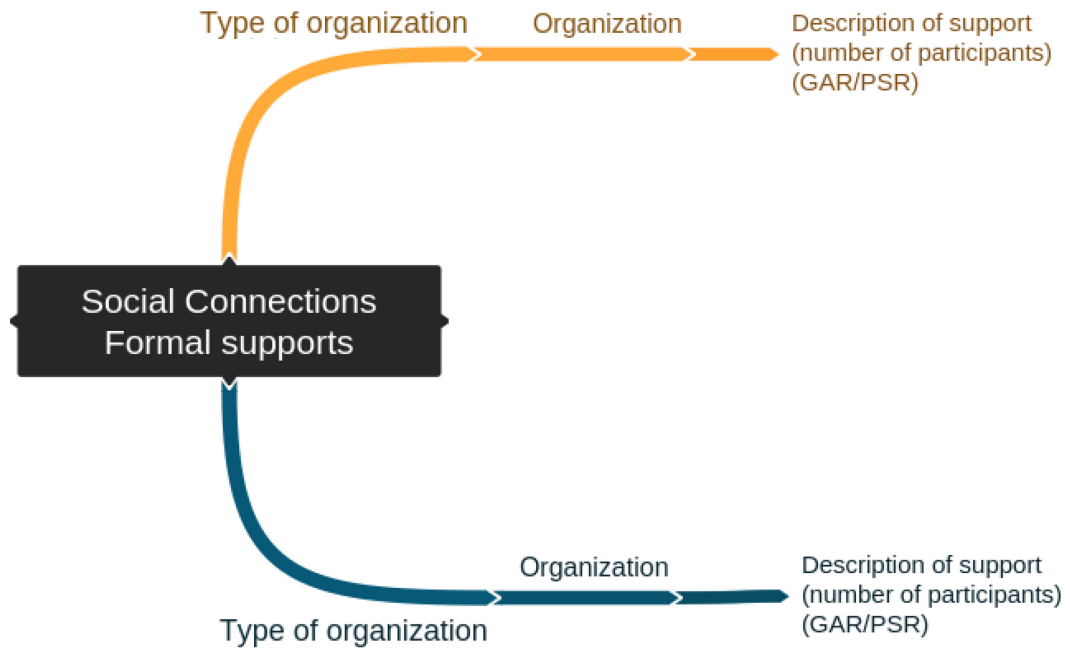 Type of organization
Organization
Description of support
(number of participants)
(GAR/PSR)
Social Connections
Formal supports
Organization
Description of support
(number of participants)
(GAR/PSR)
Type of organization